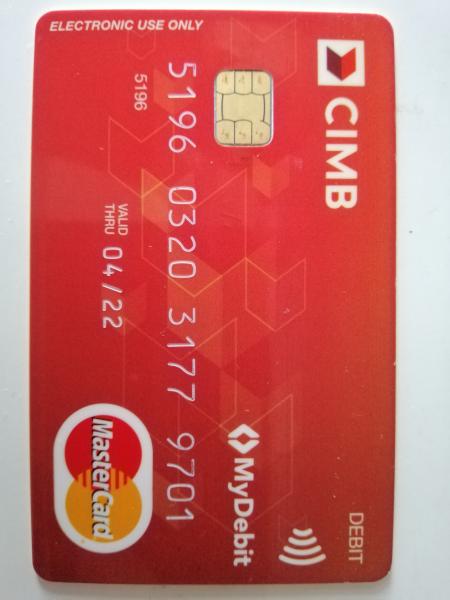 CIMB
DEBIT
MyDebit
5196 0320 3177 9701
5196
VALID
THRU 04/22
MasterCard
ELECTRONIC USE ONLY